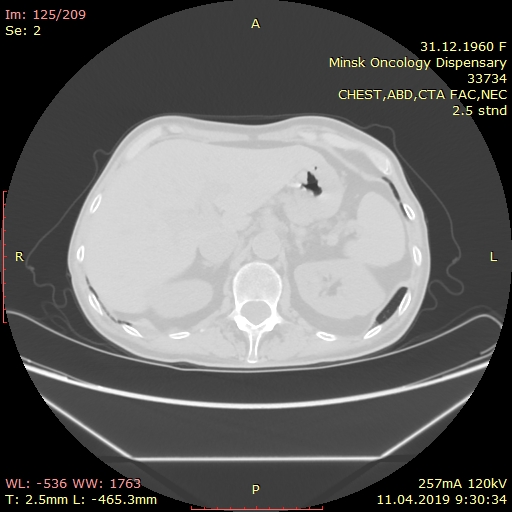 Im: 125/209
Se: 2
A
31.12.1960 F
Minsk Oncology Dispensary
33734
CHEST,ABD,CTA FAC,NEC
2.5 stnd
R
L
WL: -536 WW: 1763
T: 2.5mm L: -465.3mm
P
257mA 120kV
11.04.2019 9:30:34